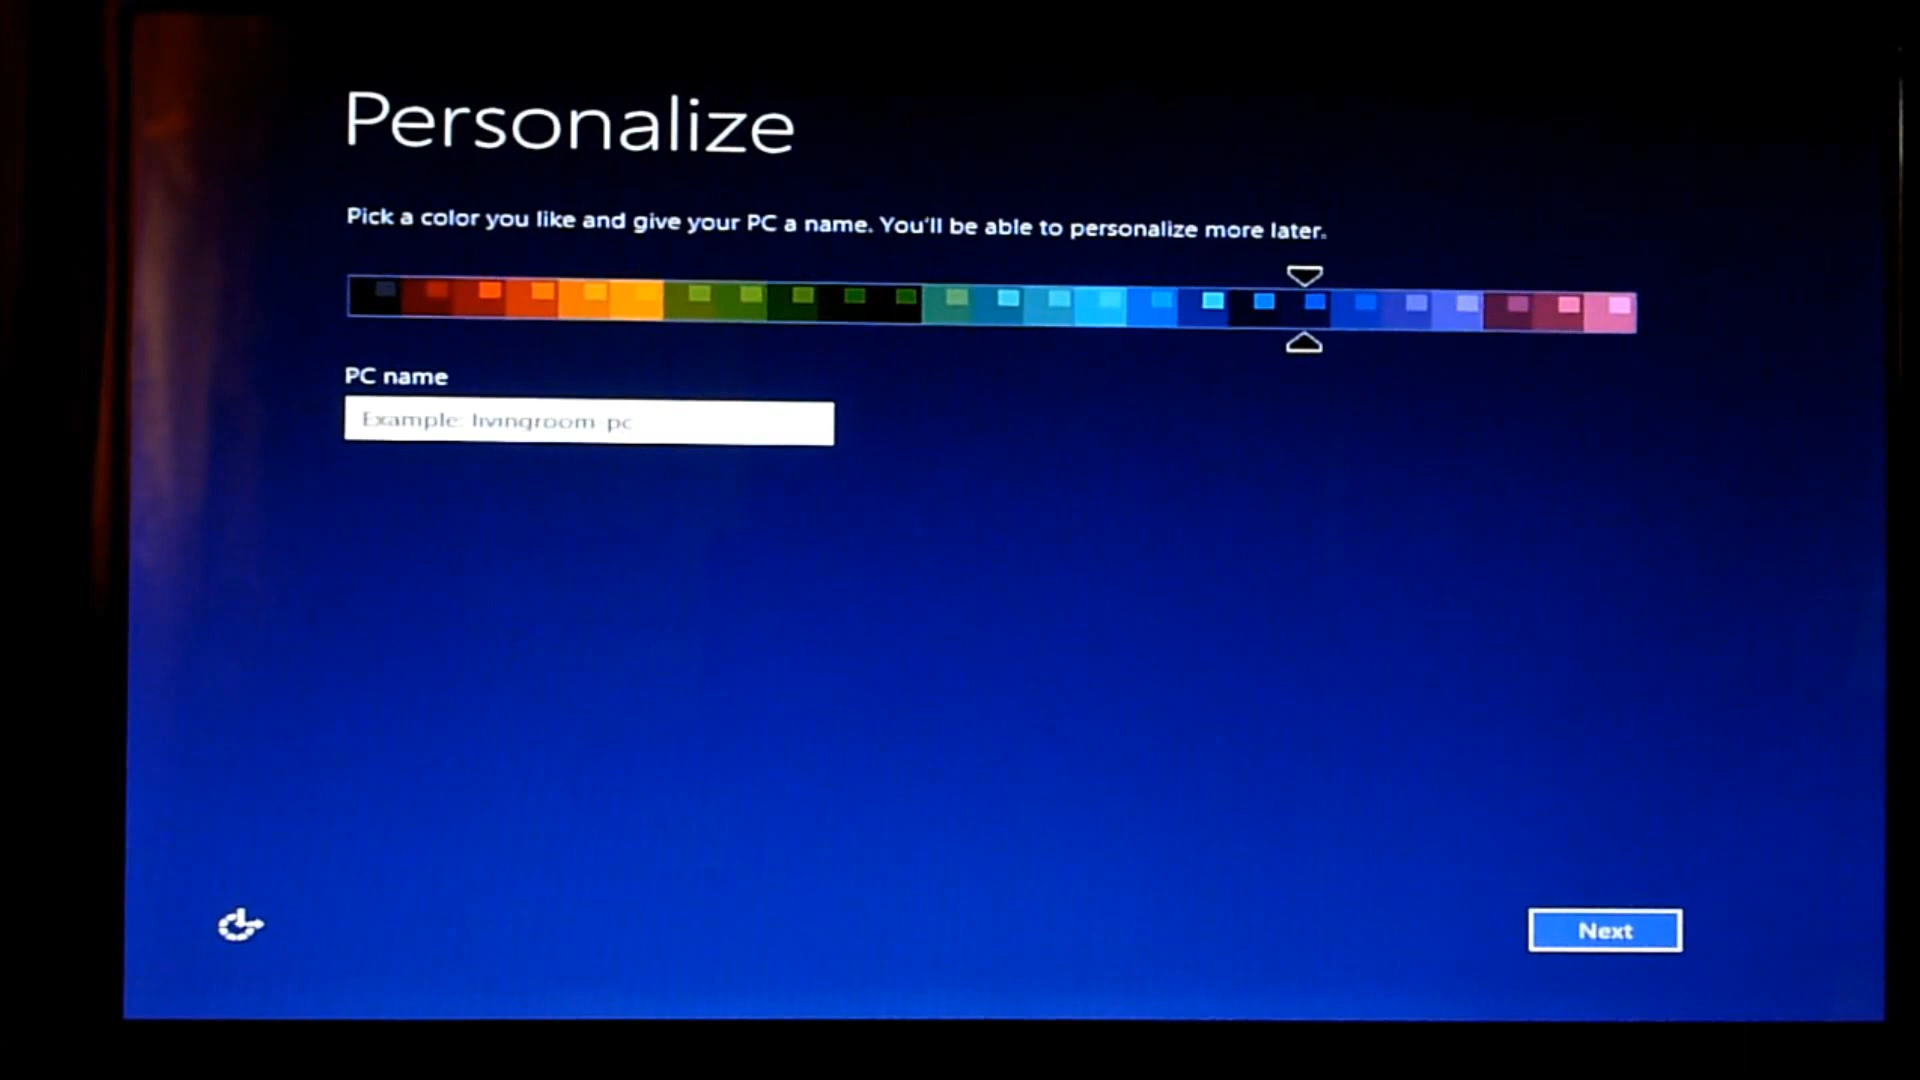 Personalize
Pick a color you like and give your PC a name. You'll be able to personalize more later.
PC name
Example: livingroom-pc
Next